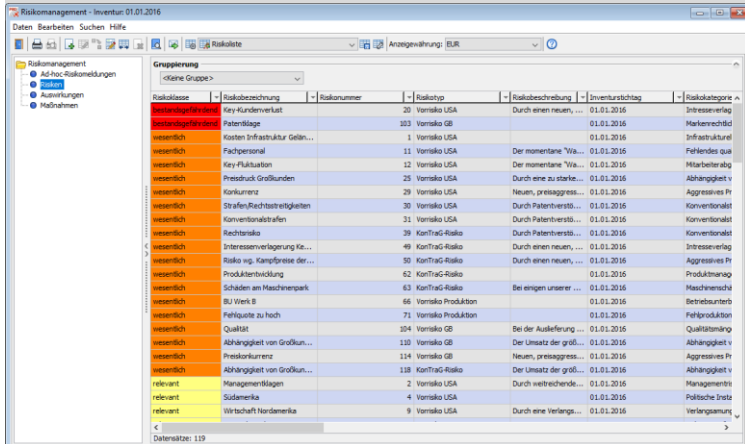 Risikomanagement - Inventur: 01.01.2016
Daten Bearbeiten Suchen Hilfe
Risikoliste Anzeigewährung: EUR
Risikomanagement
Ad-hoc-Risikomeldungen
Risiken
Auswirkungen
Maßnahmen
Gruppierung
<Keine Gruppe>
Risikoklasse Risikobezeichnung Risikonummer Risikotyp Risikobeschreibung Inventurstichtag Risikokategorie
bestandsgefährdend Key-Kundenverlust 20 Vorrisiko USA Durch einen neuen, ... 01.01.2016 Intresseverlag
bestandsgefährdend Patentklage 103 Vorrisiko GB 01.01.2016 Markenrechtlich
wesentlich Kosten Infrastruktur Gelän... 1 Vorrisiko USA 01.01.2016 Infrastrukturel
wesentlich Fachpersonal 11 Vorrisiko USA Der momentane "Wa... 01.01.2016 Fehlendes qua
wesentlich Key-Fluktuation 12 Vorrisiko USA Der momentane "Wa... 01.01.2016 Mitarbeiterabg
wesentlich Preisdruck Großkunden 25 Vorrisiko USA Durch eine zu starke... 01.01.2016 Abhängigkeit v
wesentlich Konkurrenz 29 Vorrisiko USA Neuen, preisaggress... 01.01.2016 Aggressives Pr
wesentlich Strafen/Rechtsstreitigkeiten 30 Vorrisiko USA Durch Patentverstö... 01.01.2016 Konventionalst
wesentlich Konventionalstrafen 31 Vorrisiko USA Durch Patentverstö... 01.01.2016 Konventionalst
wesentlich Rechtsrisiko 39 KonTraG-Risiko Durch Patentverstö... 01.01.2016 Konventionalst
wesentlich Interessenverlagerung Ke... 49 KonTraG-Risiko Durch einen neuen, ... 01.01.2016 Intresseverlag
wesentlich Risiko wg. Kampfpreise der... 50 KonTraG-Risiko Durch einen neuen, ... 01.01.2016 Aggressives Pr
wesentlich Produktentwicklung 62 KonTraG-Risiko 01.01.2016 Produktmanag
wesentlich Schäden am Maschinenpark 63 KonTraG-Risiko Bei einigen unserer ... 01.01.2016 Maschinenschä
wesentlich BU Werk B 66 Vorrisiko Produktion 01.01.2016 Betriebsunterb
wesentlich Fehlquote zu hoch 71 Vorrisiko Produktion 01.01.2016 Fehlproduktion
wesentlich Qualität 104 Vorrisiko GB Bei der Auslieferung ... 01.01.2016 Qualitätsmäng
wesentlich Abhängigkeit von Großkun... 110 Vorrisiko GB Der Umsatz der größ... 01.01.2016 Abhängigkeit v
wesentlich Preiskonkurrenz 114 Vorrisiko GB Neuen, preisaggress... 01.01.2016 Aggressives Pr
wesentlich Abhängigkeit von Großkun... 118 KonTraG-Risiko Der Umsatz der größ... 01.01.2016 Abhängigkeit v
relevant Managementklagen 2 Vorrisiko USA Durch weitreichende... 01.01.2016 Managementri
relevant Südamerika 4 Vorrisiko USA 01.01.2016 Politische Insta
relevant Wirtschaft Nordamerika 9 Vorrisiko USA Durch eine Verlangs... 01.01.2016 Verlangsamung
Datensätze: 119